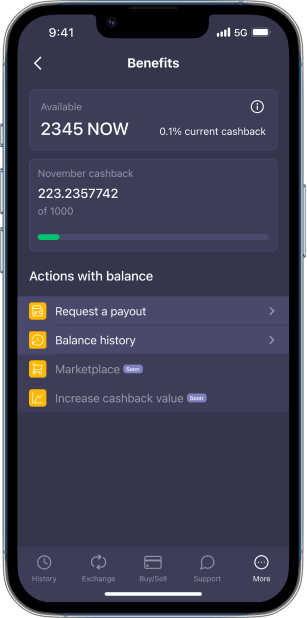 9:41
5G
Benefits
Available
2345 NOW
0.1% current cashback
November cashback
223.2357742
of 1000
Actions with balance
Request a payout
Balance history
Marketplace Soon
Increase cashback value Soon
History
Exchange
Buy/Sell
Support
More